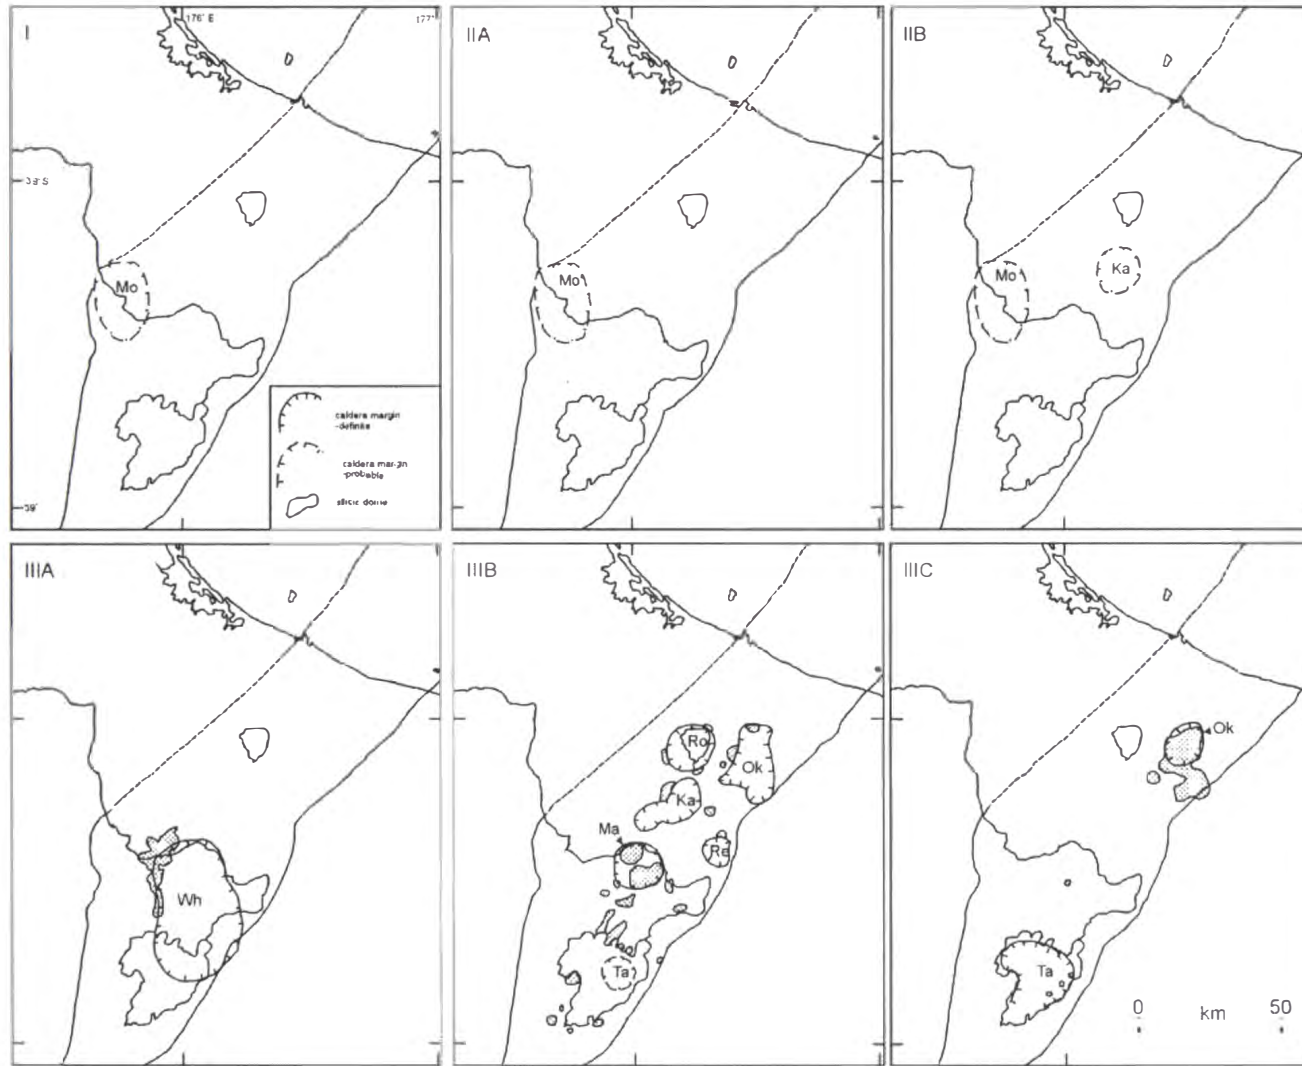 I
176° E
177°
38° S
Mo
39°
caldera margin
-definite
caldera margin
-probable
silicic dome
IIA
Mo
IIB
Mo
Ka
IIIA
Wh
IIIB
Ro
Ok
Ka
Ma
Re
Ta
IIIC
Ok
Ta
0 km 50